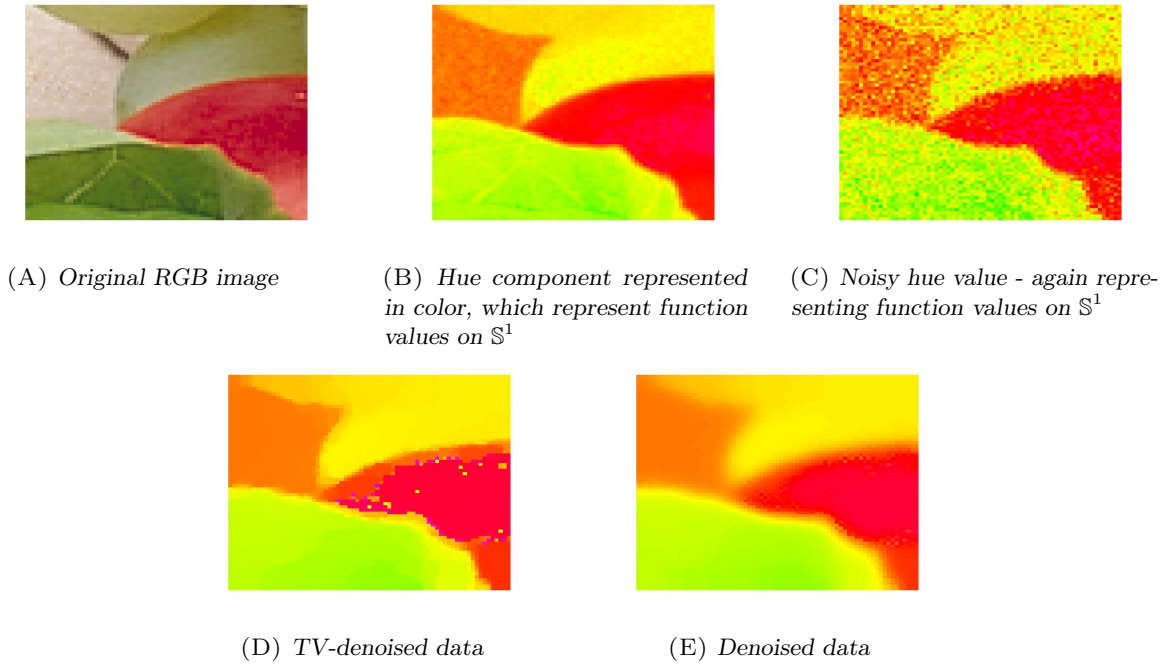 (A) Original RGB image
(B) Hue component represented
in color, which represent function
values on 𝕊¹
(C) Noisy hue value - again repre-
senting function values on 𝕊¹
(D) TV-denoised data
(E) Denoised data